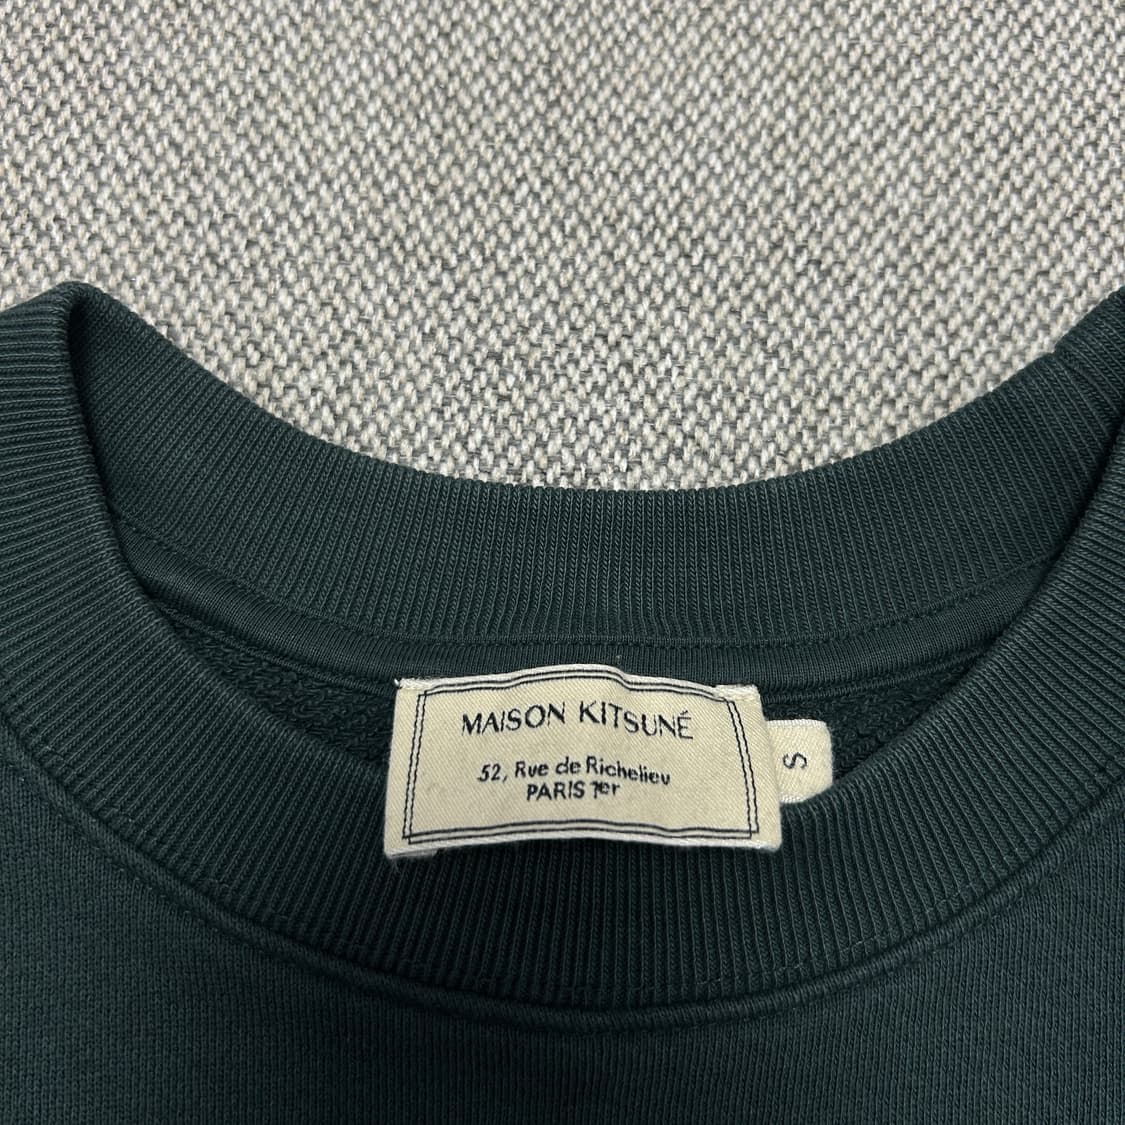 MAISON KITSUNÉ
52, Rue de Richelieu
PARIS 1er
S